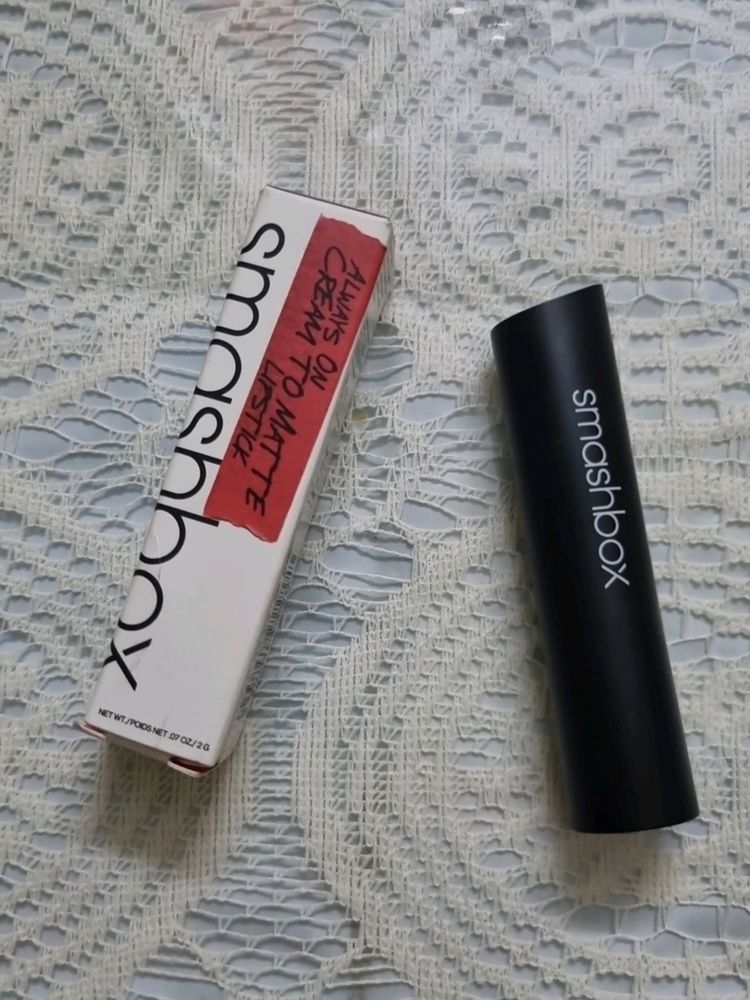 smashbox
ALWAYS ON
CREAM TO MATTE
LIPSTICK
NET WT./POIDS NET .07 OZ/2 G
smashbox